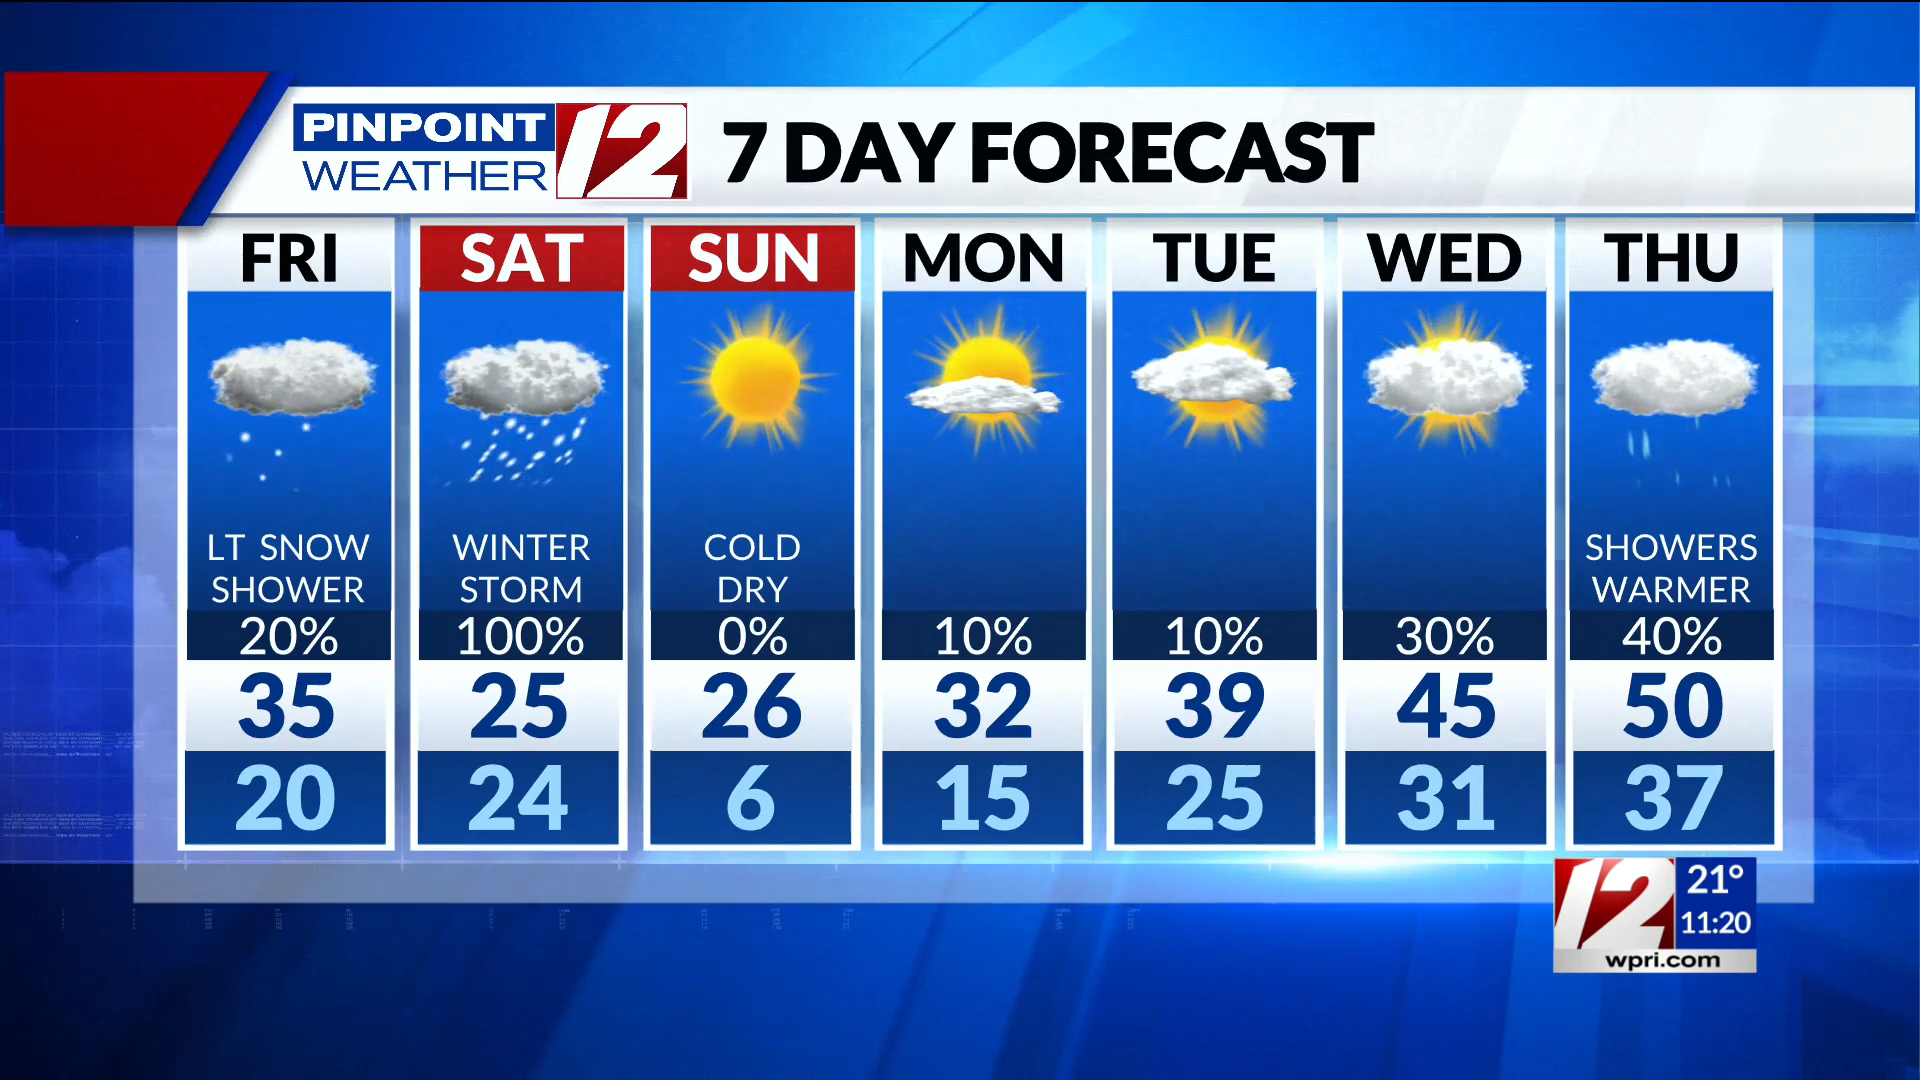 PINPOINT
WEATHER
12
7 DAY FORECAST
FRI
SAT
SUN
MON
TUE
WED
THU
LT SNOW
SHOWER
WINTER
STORM
COLD
DRY
SHOWERS
WARMER
20%
100%
0%
10%
10%
30%
40%
35
25
26
32
39
45
50
20
24
6
15
25
31
37
12
21°
11:20
wpri.com